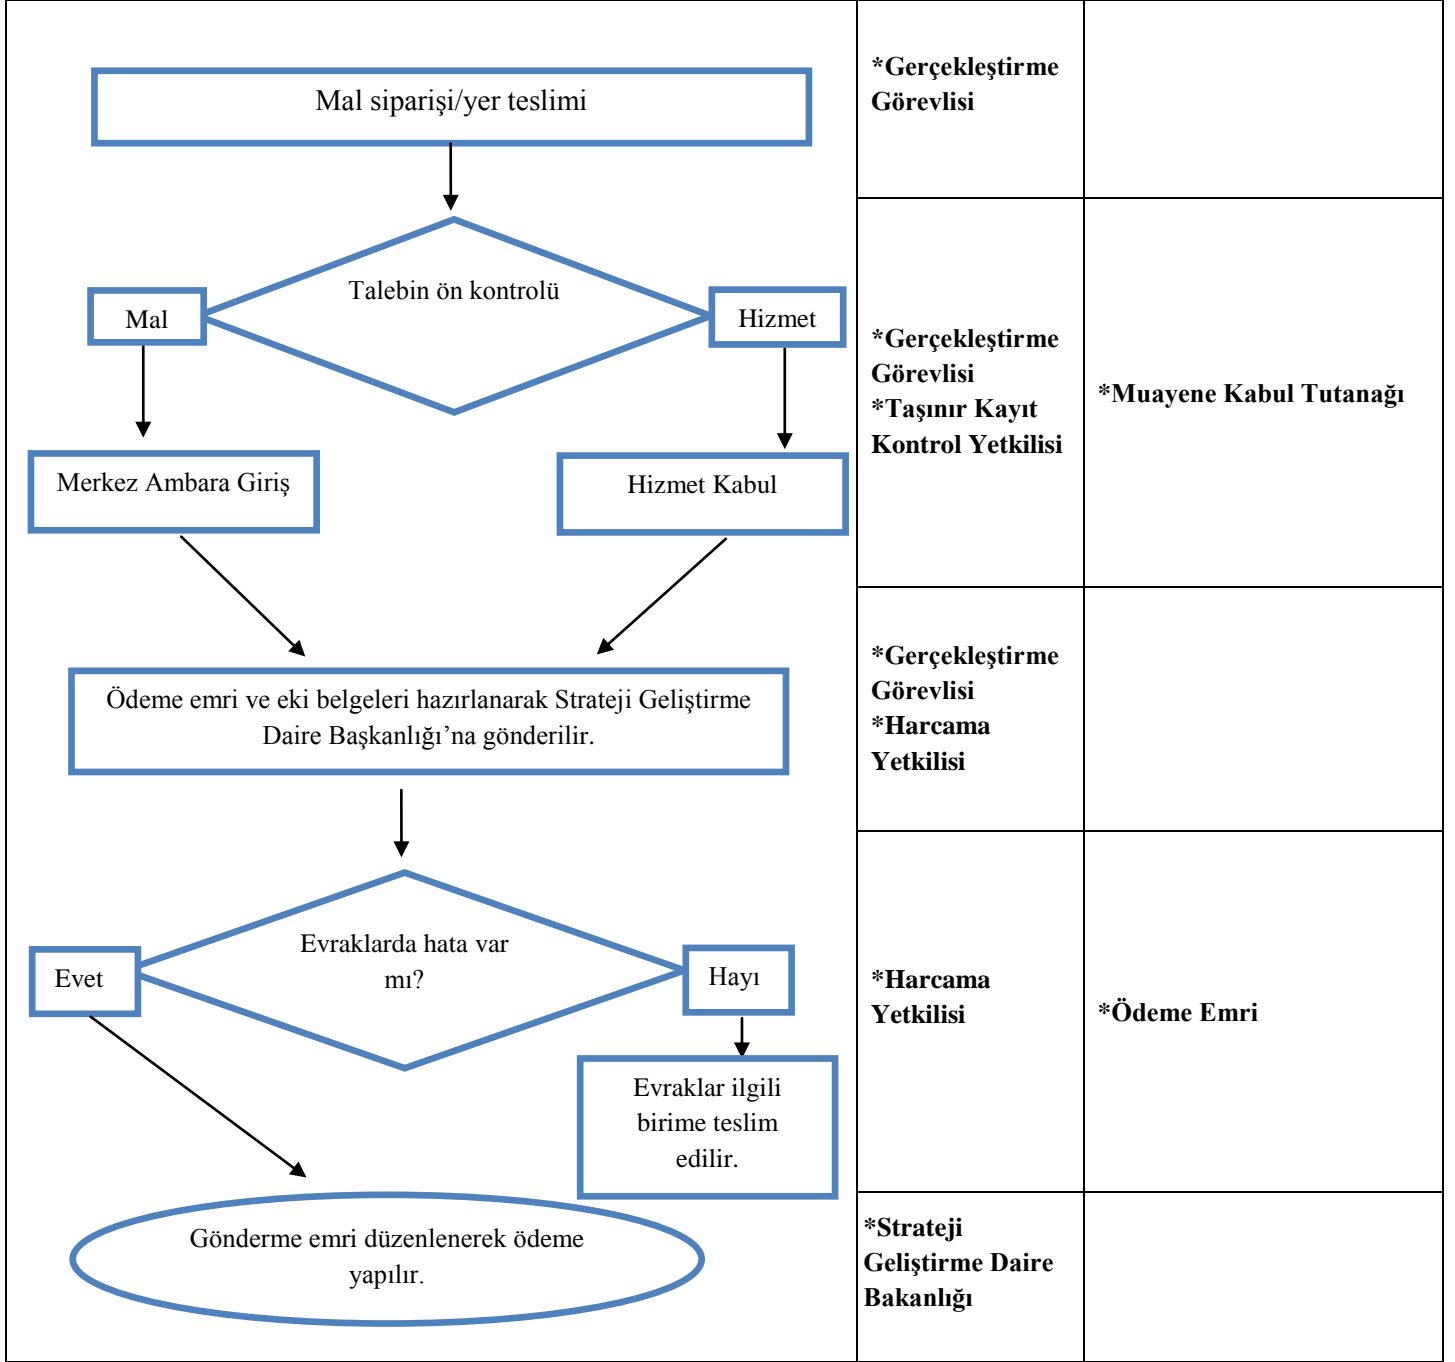 Mal siparişi/yer teslimi
*Gerçekleştirme
Görevlisi
Talebin ön kontrolü
Mal
Hizmet
Merkez Ambara Giriş
Hizmet Kabul
*Gerçekleştirme
Görevlisi
*Taşınır Kayıt
Kontrol Yetkilisi
*Muayene Kabul Tutanağı
Ödeme emri ve eki belgeleri hazırlanarak Strateji Geliştirme
Daire Başkanlığı’na gönderilir.
*Gerçekleştirme
Görevlisi
*Harcama
Yetkilisi
Evraklarda hata var
mı?
Evet
Hayı
Evraklar ilgili
birime teslim
edilir.
*Harcama
Yetkilisi
*Ödeme Emri
Gönderme emri düzenlenerek ödeme
yapılır.
*Strateji
Geliştirme Daire
Bakanlığı